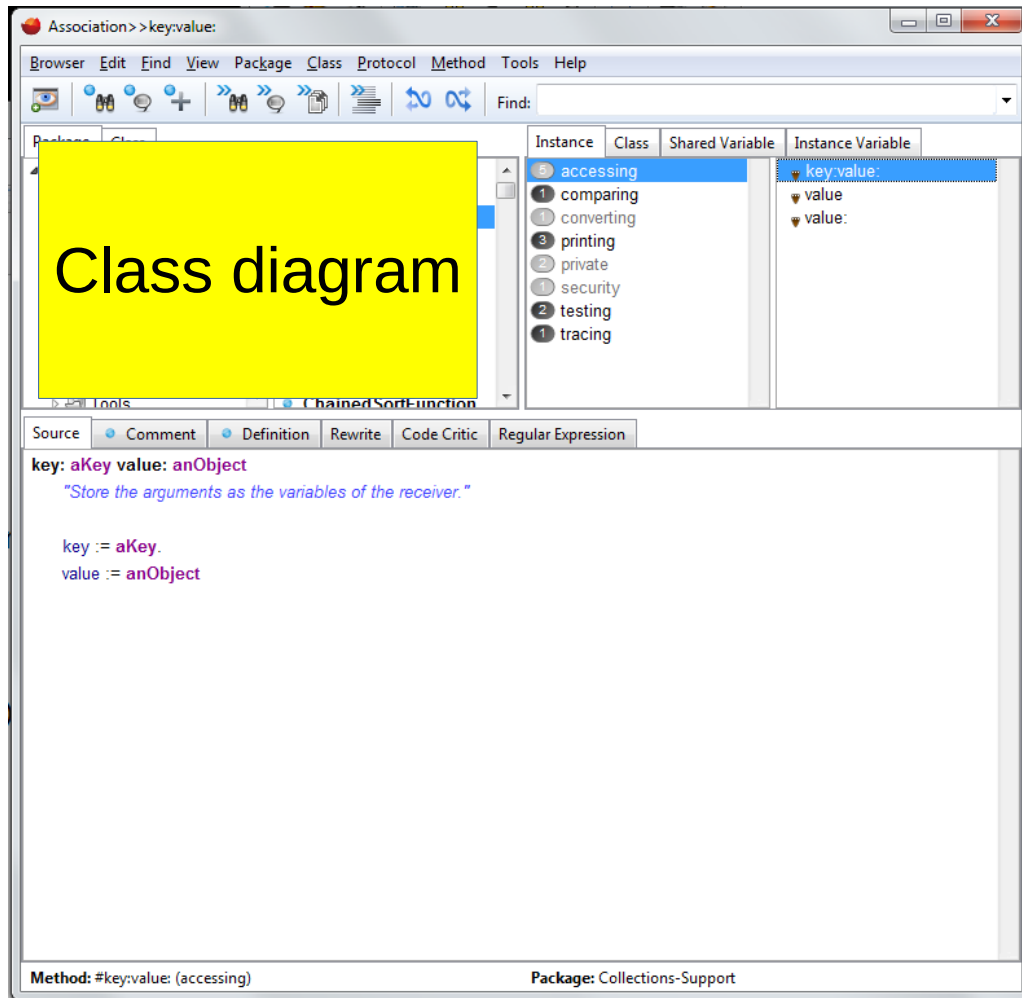 Association>>key:value:
Browser Edit Find View Package Class Protocol Method Tools Help
Find:
Package Class
Instance Class Shared Variable Instance Variable
Class diagram
5 accessing
1 comparing
1 converting
3 printing
2 private
1 security
2 testing
1 tracing
key:value:
value
value:
Tools
ChainedSortFunction
Source Comment Definition Rewrite Code Critic Regular Expression
key: aKey value: anObject
"Store the arguments as the variables of the receiver."
key := aKey.
value := anObject
Method: #key:value: (accessing) Package: Collections-Support